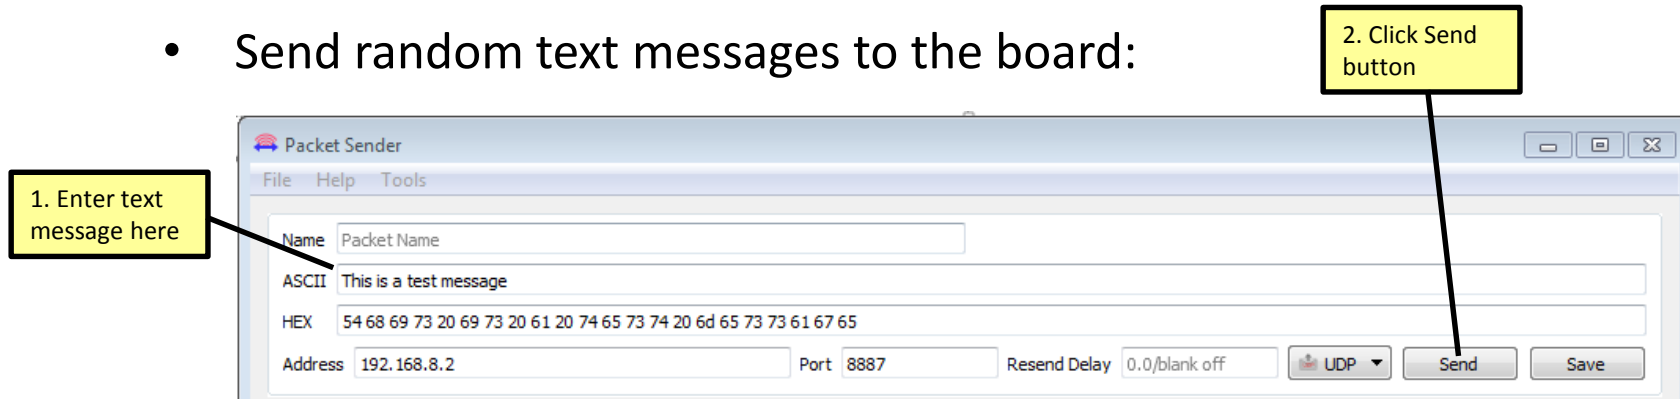 • Send random text messages to the board:
2. Click Send
button
Packet Sender
File Help Tools
1. Enter text
message here
Name Packet Name
ASCII This is a test message
HEX 54 68 69 73 20 69 73 20 61 20 74 65 73 74 20 6d 65 73 73 61 67 65
Address 192.168.8.2 Port 8887 Resend Delay 0.0/blank off UDP Send Save